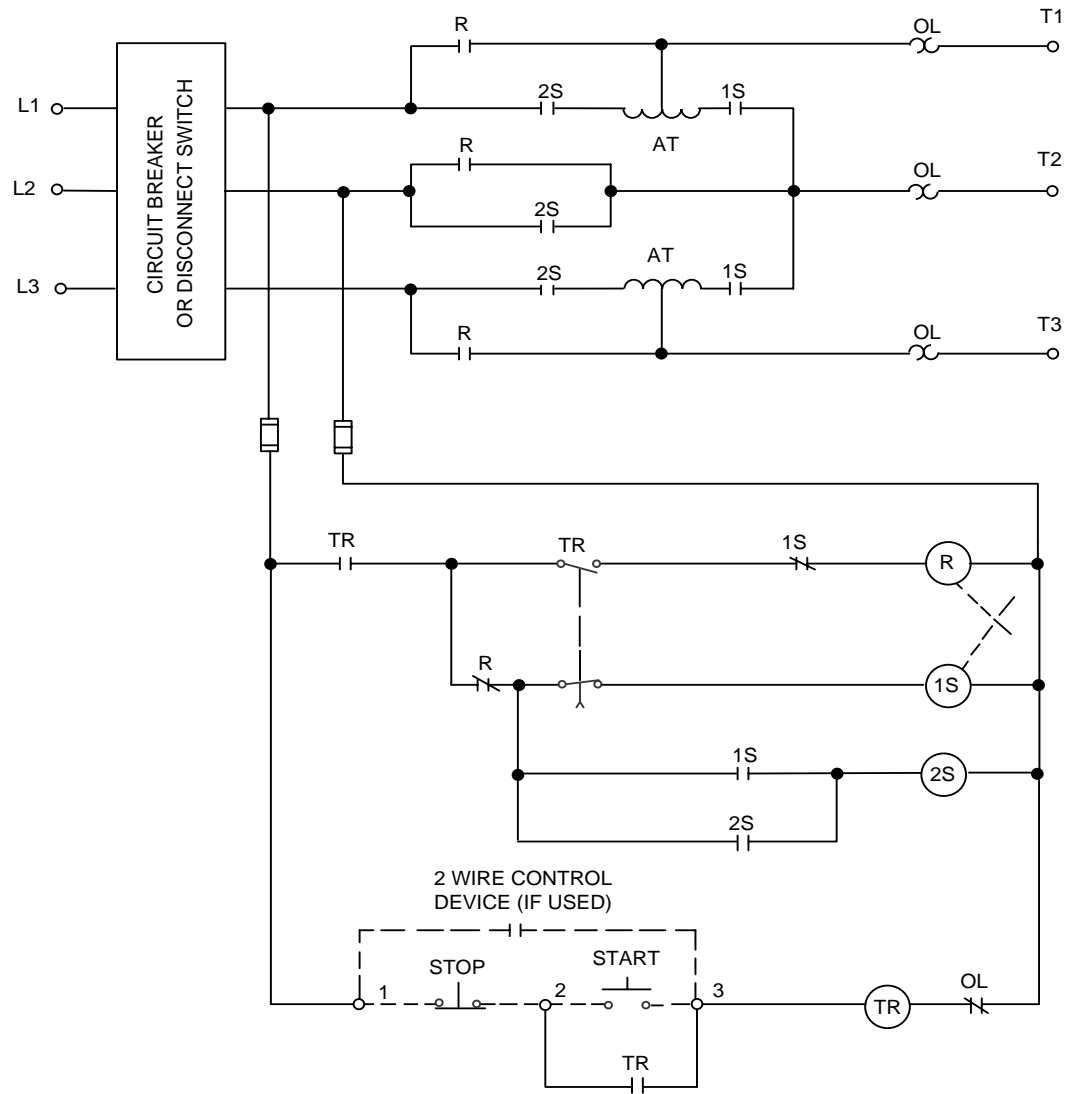 R
OL
T1
L1
2S
1S
AT
CIRCUIT BREAKER
OR DISCONNECT SWITCH
L2
R
OL
T2
2S
AT
L3
2S
1S
R
OL
T3
TR
TR
1S
R
R
1S
1S
2S
2S
2 WIRE CONTROL
DEVICE (IF USED)
STOP
START
1
2
3
OL
TR
TR